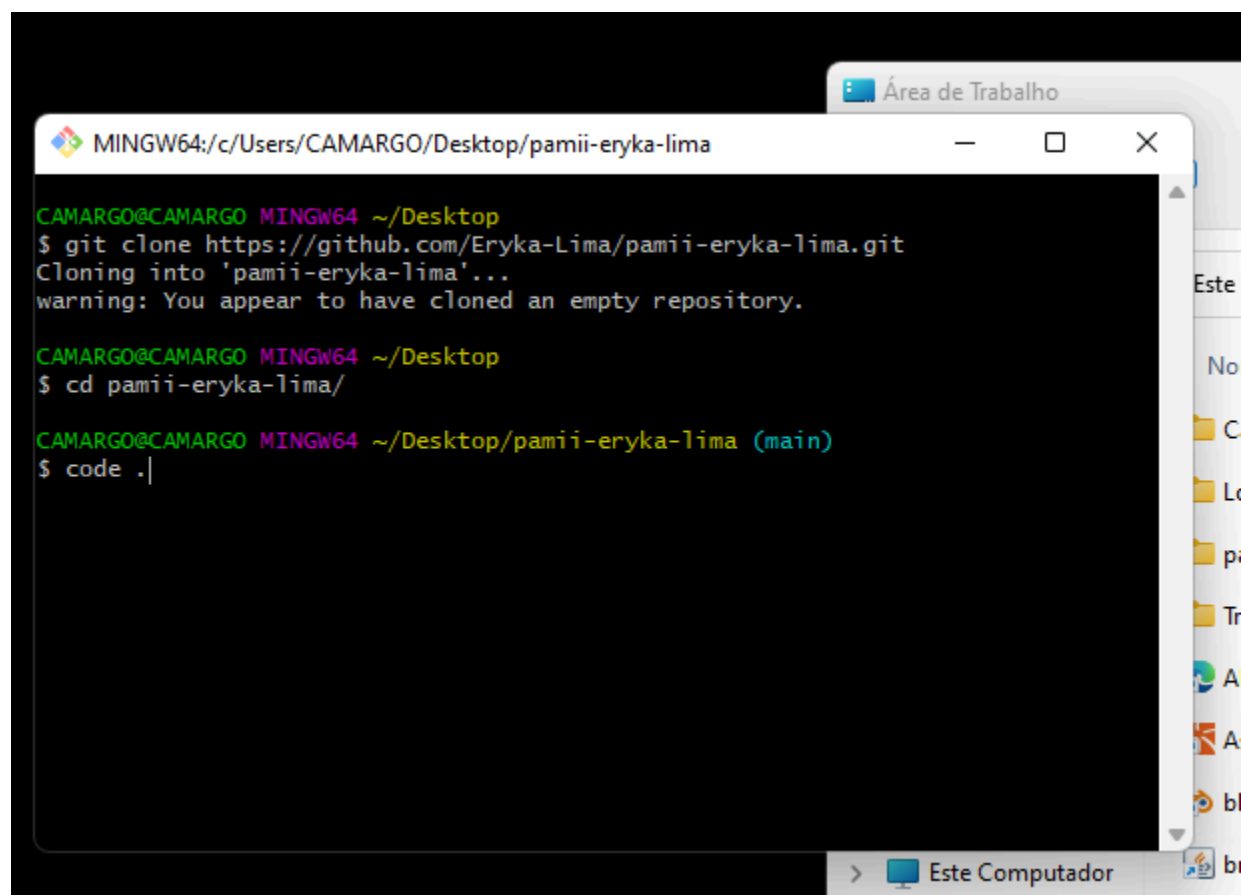 Área de Trabalho
MINGW64:/c/Users/CAMARGO/Desktop/pamii-eryka-lima
CAMARGO@CAMARGO MINGW64 ~/Desktop
$ git clone https://github.com/Eryka-Lima/pamii-eryka-lima.git
Cloning into 'pamii-eryka-lima'...
warning: You appear to have cloned an empty repository.
CAMARGO@CAMARGO MINGW64 ~/Desktop
$ cd pamii-eryka-lima/
CAMARGO@CAMARGO MINGW64 ~/Desktop/pamii-eryka-lima (main)
$ code .
Este
Este Computador